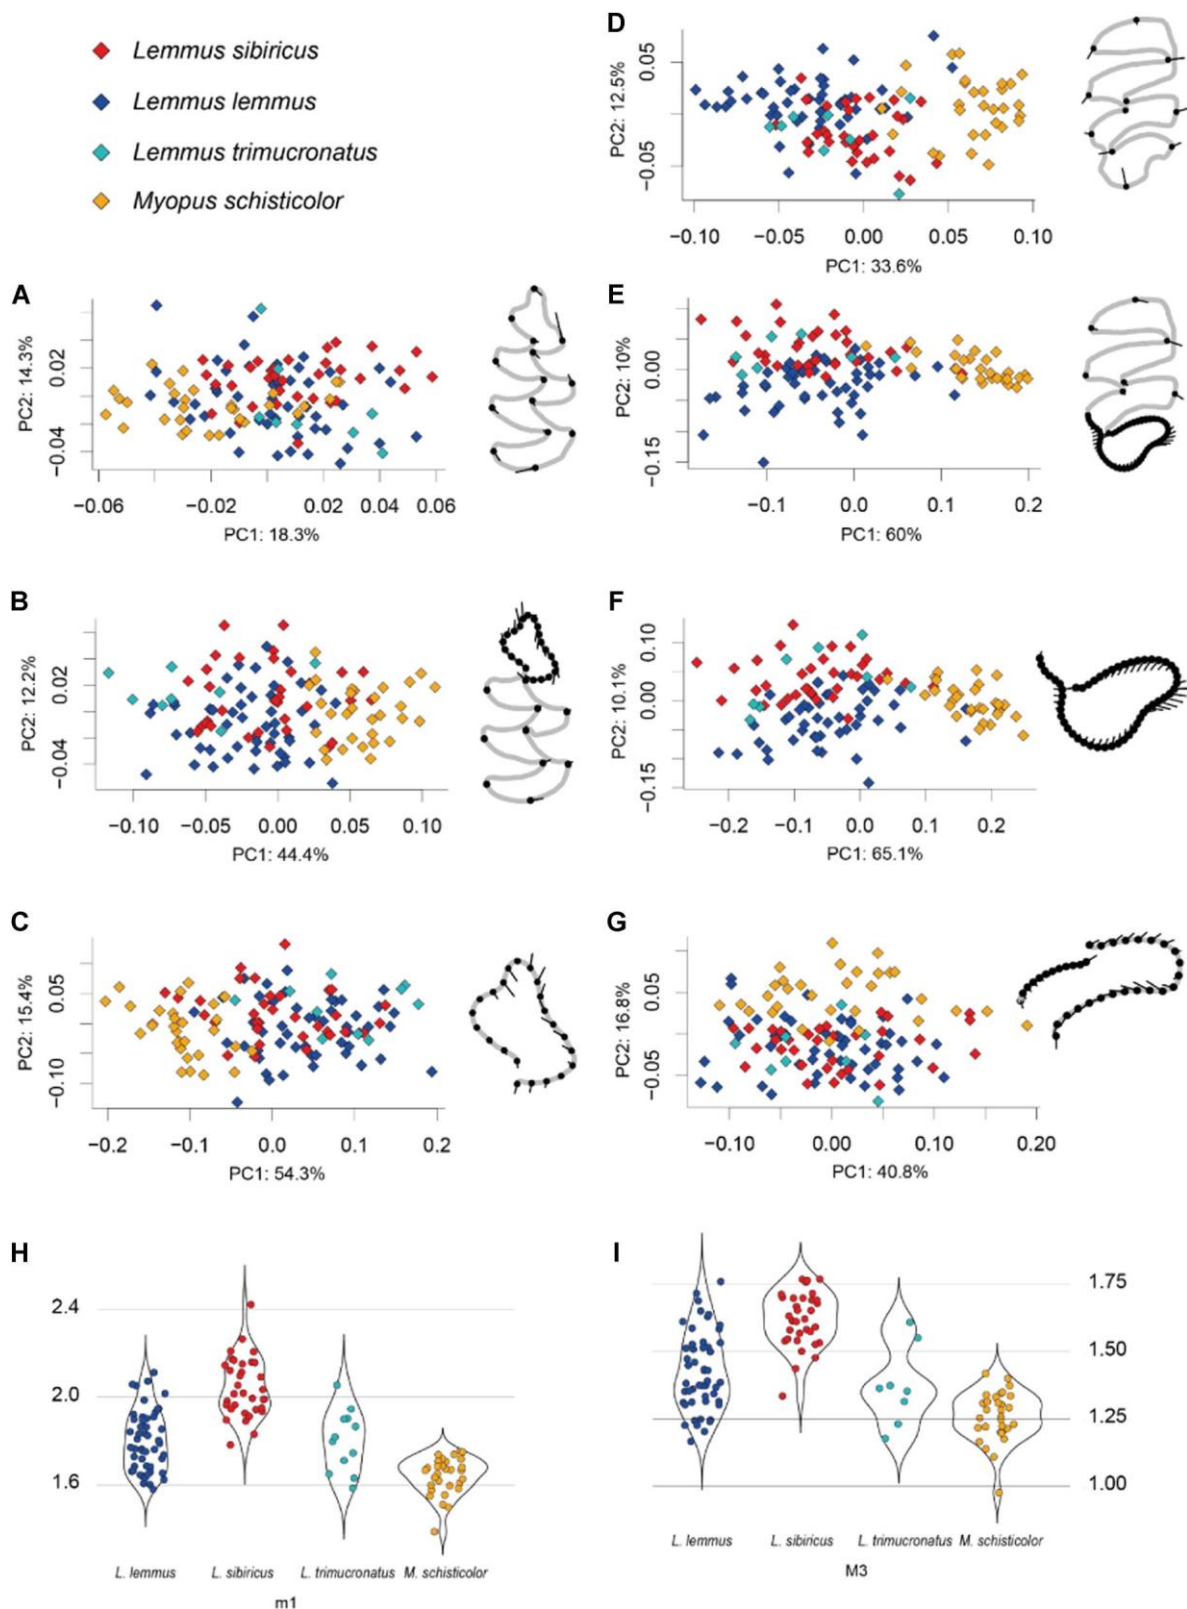 Lemmus sibiricus
Lemmus lemmus
Lemmus trimucronatus
Myopus schisticolor
A
PC2: 14.3%
0.02
−0.04
−0.06 −0.02 0.02 0.04 0.06
PC1: 18.3%
B
PC2: 12.2%
0.02
−0.04
−0.10 −0.05 0.00 0.05 0.10
PC1: 44.4%
C
PC2: 15.4%
0.05
−0.10
−0.2 −0.1 0.0 0.1 0.2
PC1: 54.3%
D
PC2: 12.5%
0.05
−0.05
−0.10 −0.05 0.00 0.05 0.10
PC1: 33.6%
E
PC2: 10%
0.00
−0.15
−0.1 0.0 0.1 0.2
PC1: 60%
F
PC2: 10.1%
0.10
0.00
−0.15
−0.2 −0.1 0.0 0.1 0.2
PC1: 65.1%
G
PC2: 16.8%
0.05
−0.05
−0.10 0.00 0.10 0.20
PC1: 40.8%
H
2.4
2.0
1.6
L. lemmus L. sibiricus L. trimucronatus M. schisticolor
m1
I
1.75
1.50
1.25
1.00
L. lemmus L. sibiricus L. trimucronatus M. schisticolor
M3